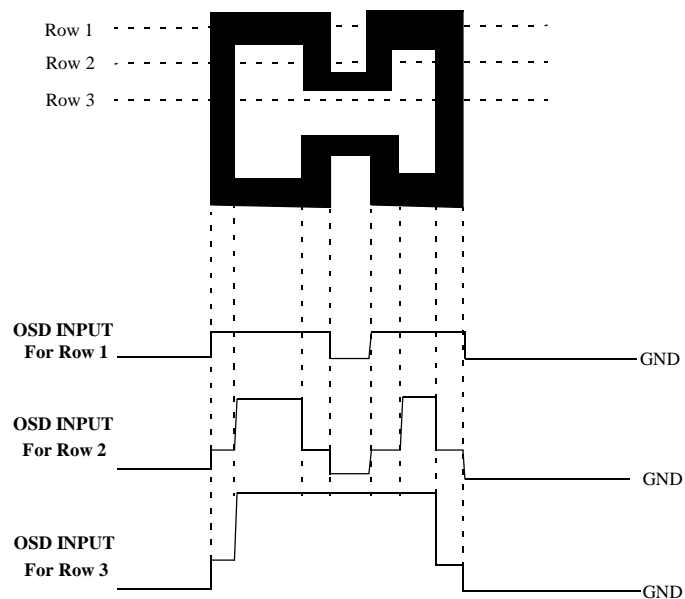 Row 1
Row 2
Row 3
OSD INPUT
For Row 1
GND
OSD INPUT
For Row 2
GND
OSD INPUT
For Row 3
GND